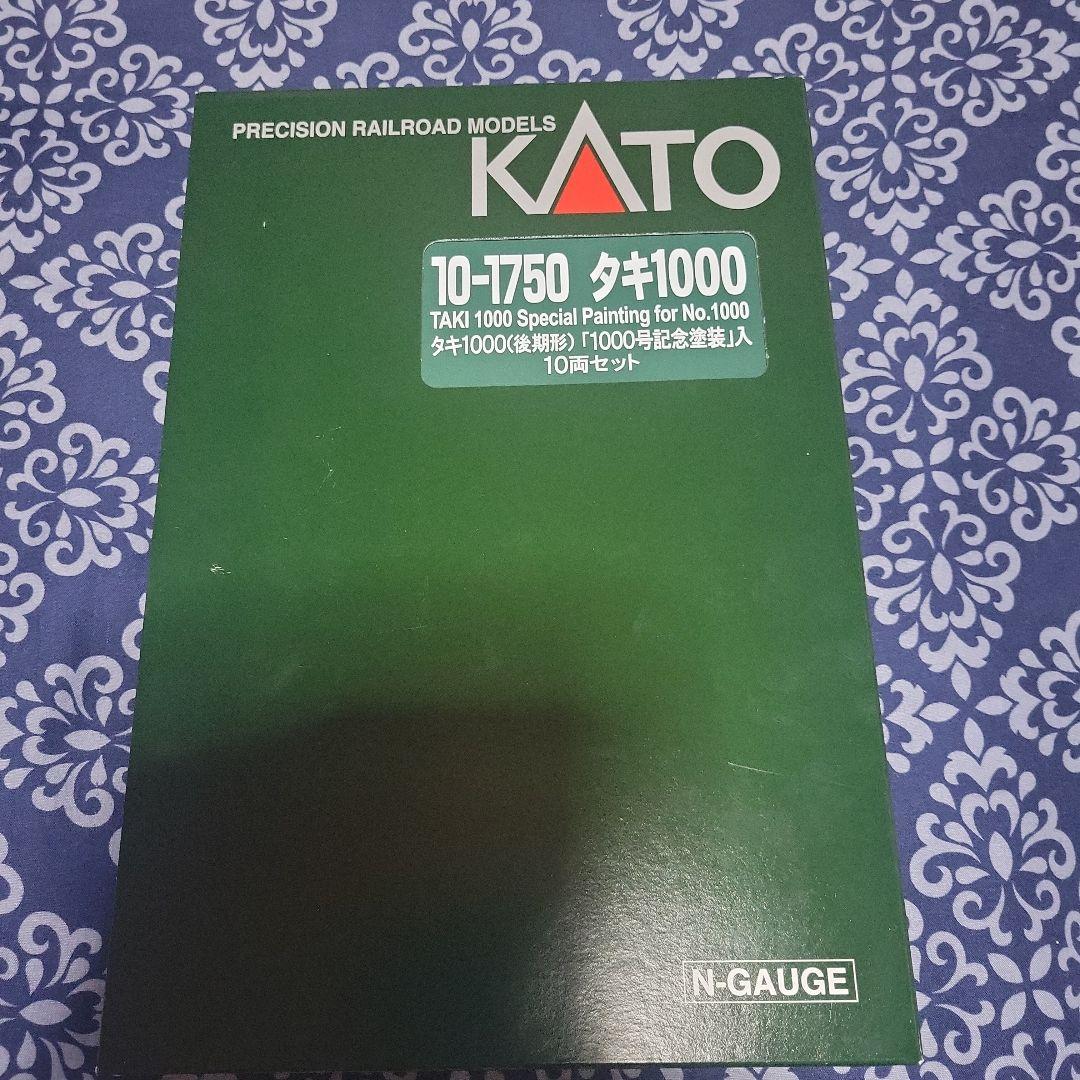 PRECISION RAILROAD MODELS
KATO
10-1750 タキ1000
TAKI 1000 Special Painting for No.1000
タキ1000(後期形)「1000号記念塗装」入
10両セット
N-GAUGE